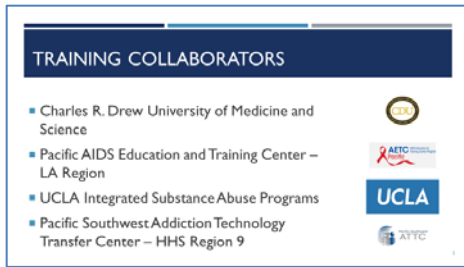 TRAINING COLLABORATORS
Charles R. Drew University of Medicine and
Science
CDU
Pacific AIDS Education and Training Center –
LA Region
AETC
Pacific
UCLA Integrated Substance Abuse Programs
UCLA
Pacific Southwest Addiction Technology
Transfer Center – HHS Region 9
ATTC